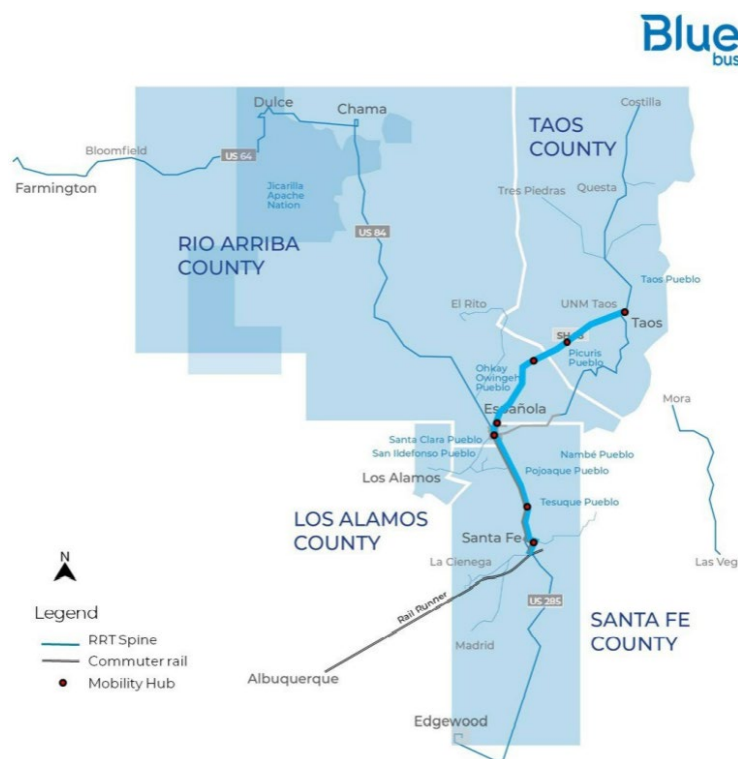 Blue
bus
Dulce
Chama
Costilla
TAOS
COUNTY
Bloomfield
US 64
Farmington
Jicarilla
Apache
Nation
Tres Piedras
Questa
US 84
RIO ARRIBA
COUNTY
Taos Pueblo
El Rito
UNM Taos
Taos
Picuris
Pueblo
Ohkay
Owingeh
Pueblo
Española
Mora
Santa Clara Pueblo
San Ildefonso Pueblo
Nambé Pueblo
Pojoaque Pueblo
Los Alamos
Tesuque Pueblo
LOS ALAMOS
COUNTY
Santa Fe
La Cienega
Las Veg
N
Rail Runner
US 285
Legend
RRT Spine
Commuter rail
Mobility Hub
SANTA FE
COUNTY
Madrid
Albuquerque
Edgewood